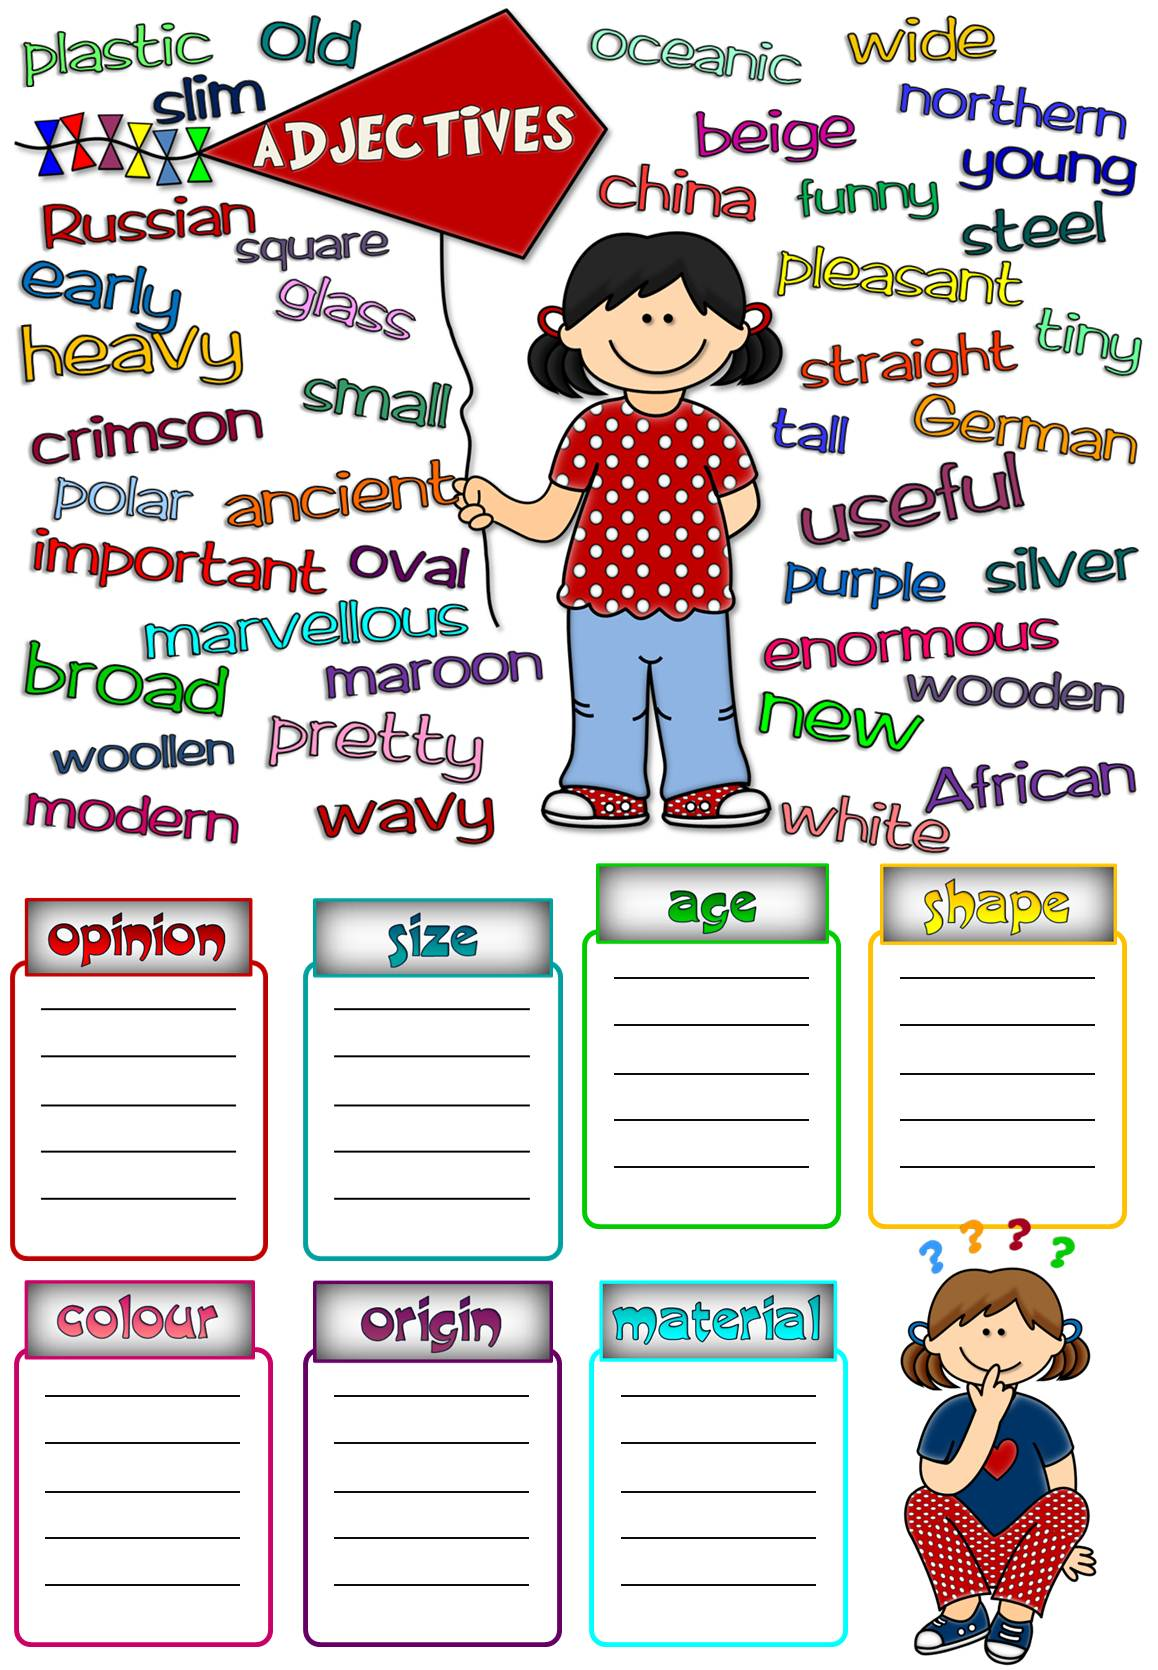 plastic
Old
oceanic
wide
slim
northern
ADJECTIVES
beige
young
china
funny
Russian
square
steel
early
glass
pleasant
heavy
tiny
straight
small
crimson
tall
German
polar
ancient
useful
important
oval
purple
silver
marvellous
enormous
broad
maroon
wooden
new
woollen
pretty
African
modern
wavy
white
opinion
size
age
shape
? ? ? ?
colour
origin
material